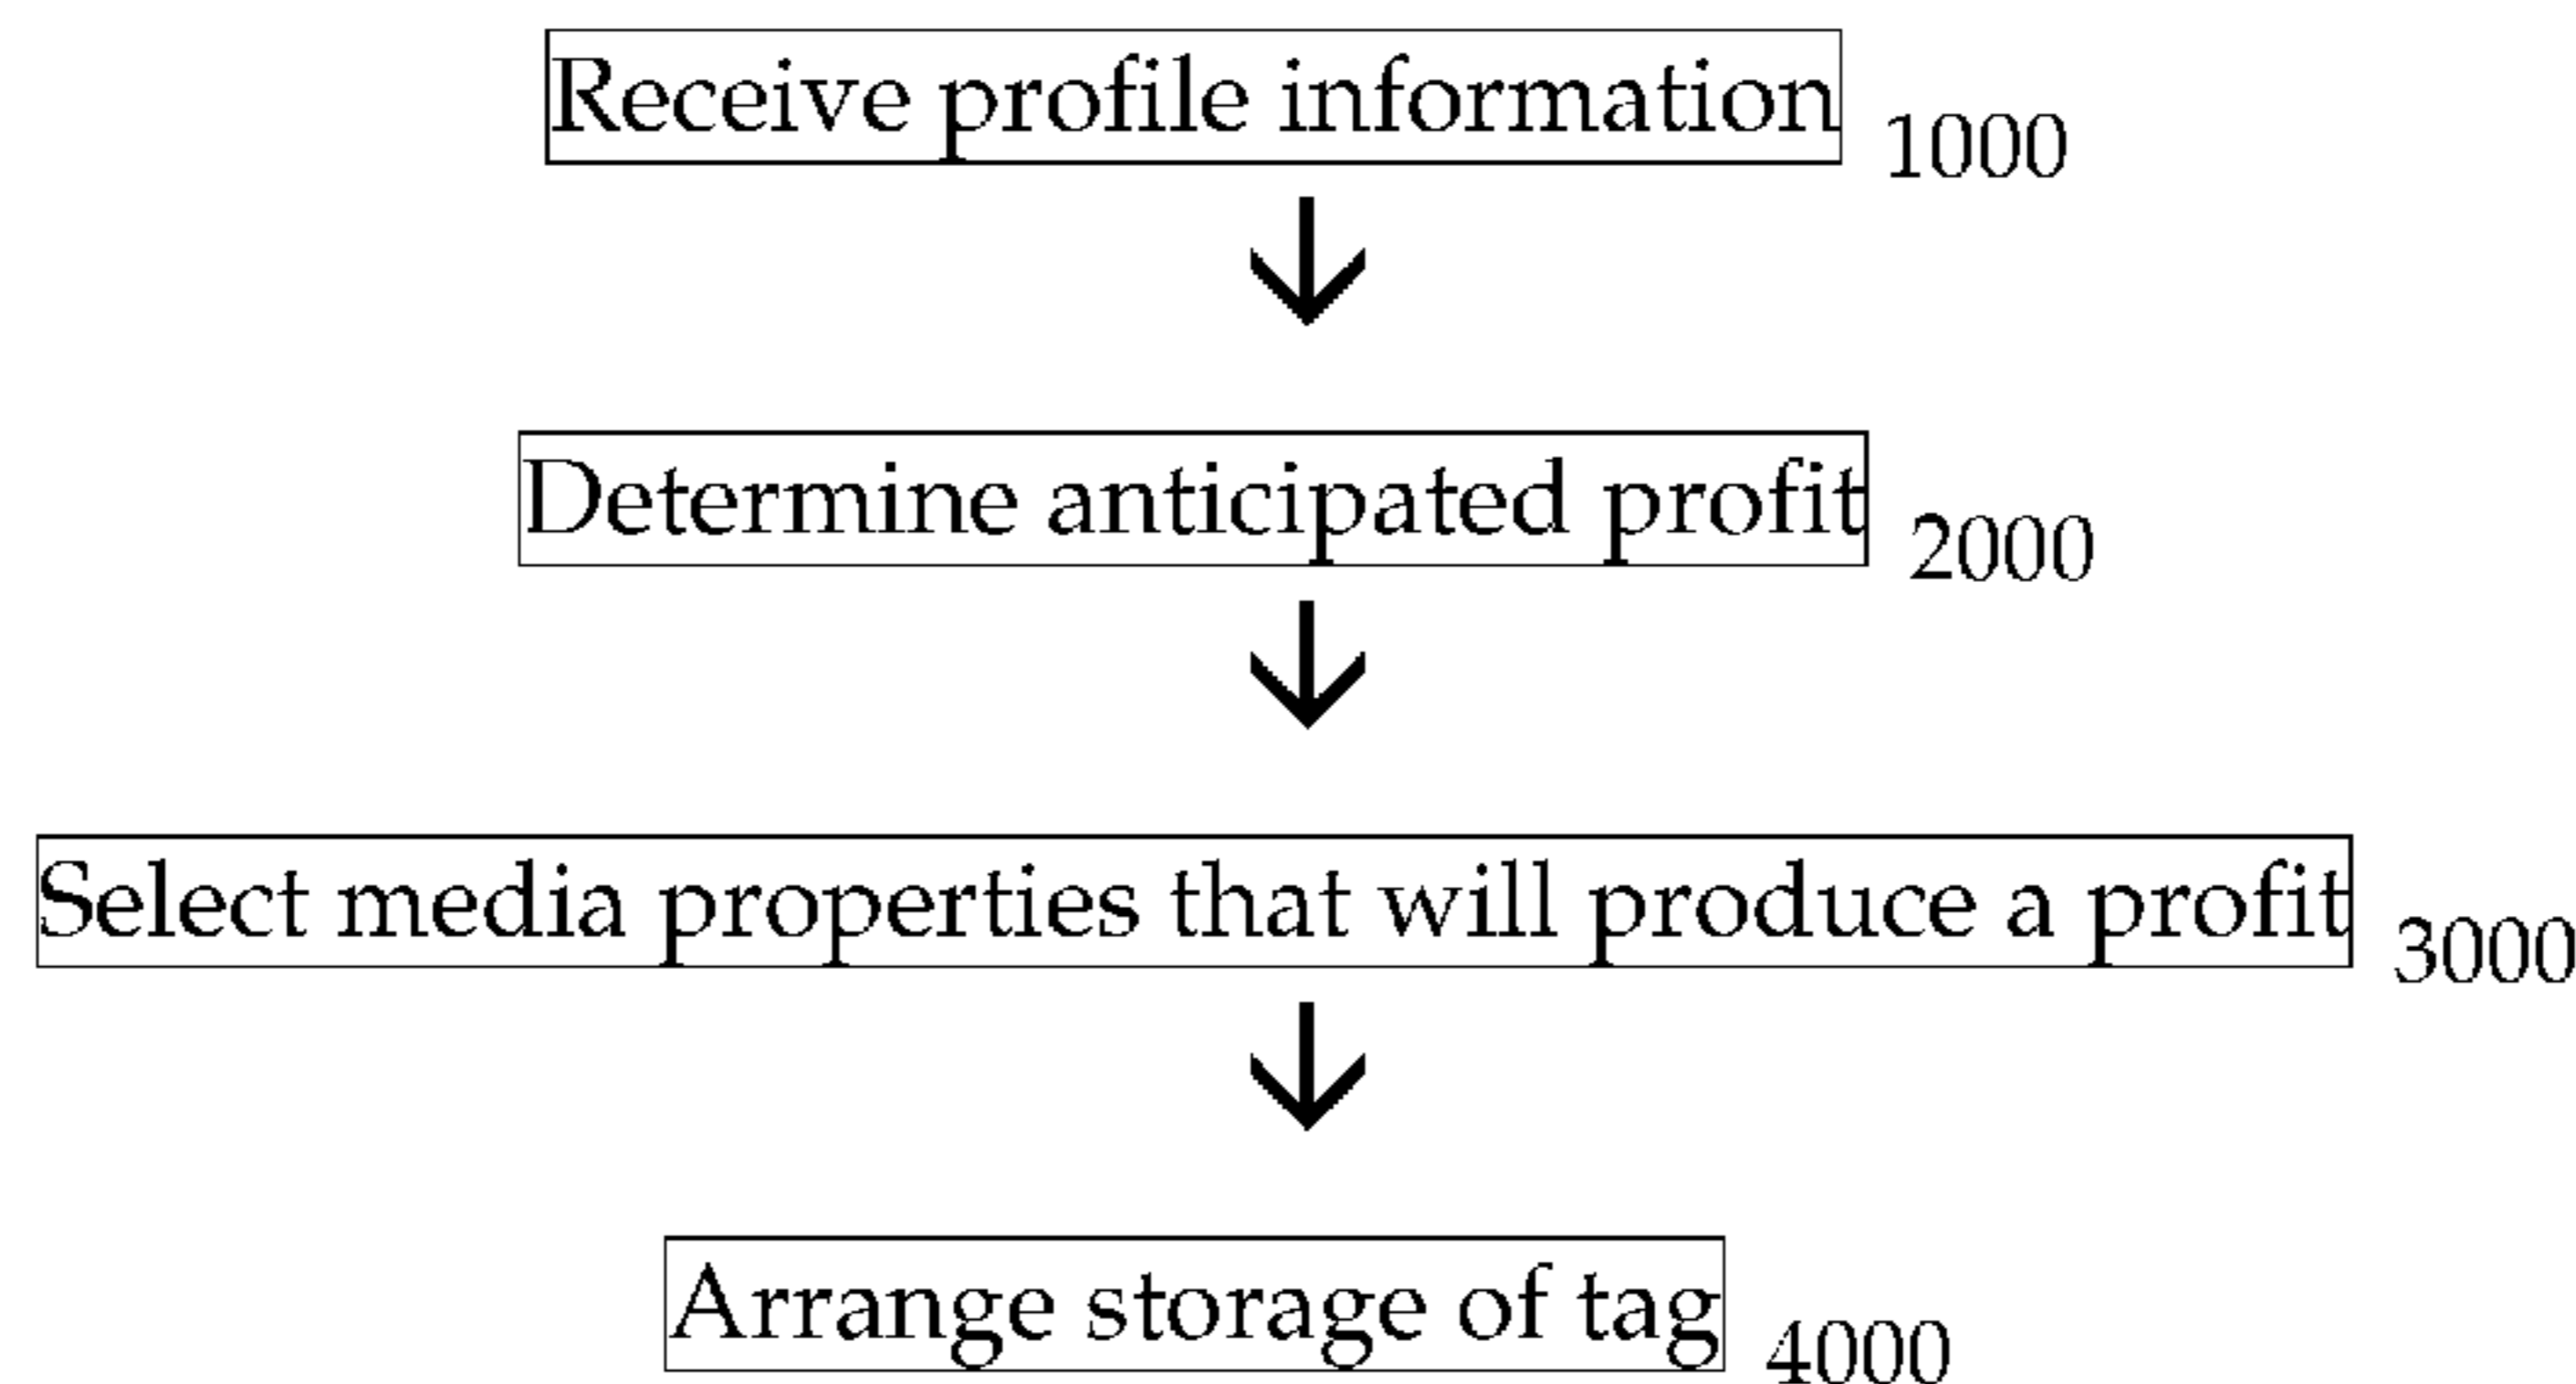 Receive profile information 1000
Determine anticipated profit 2000
Select media properties that will produce a profit 3000
Arrange storage of tag 4000